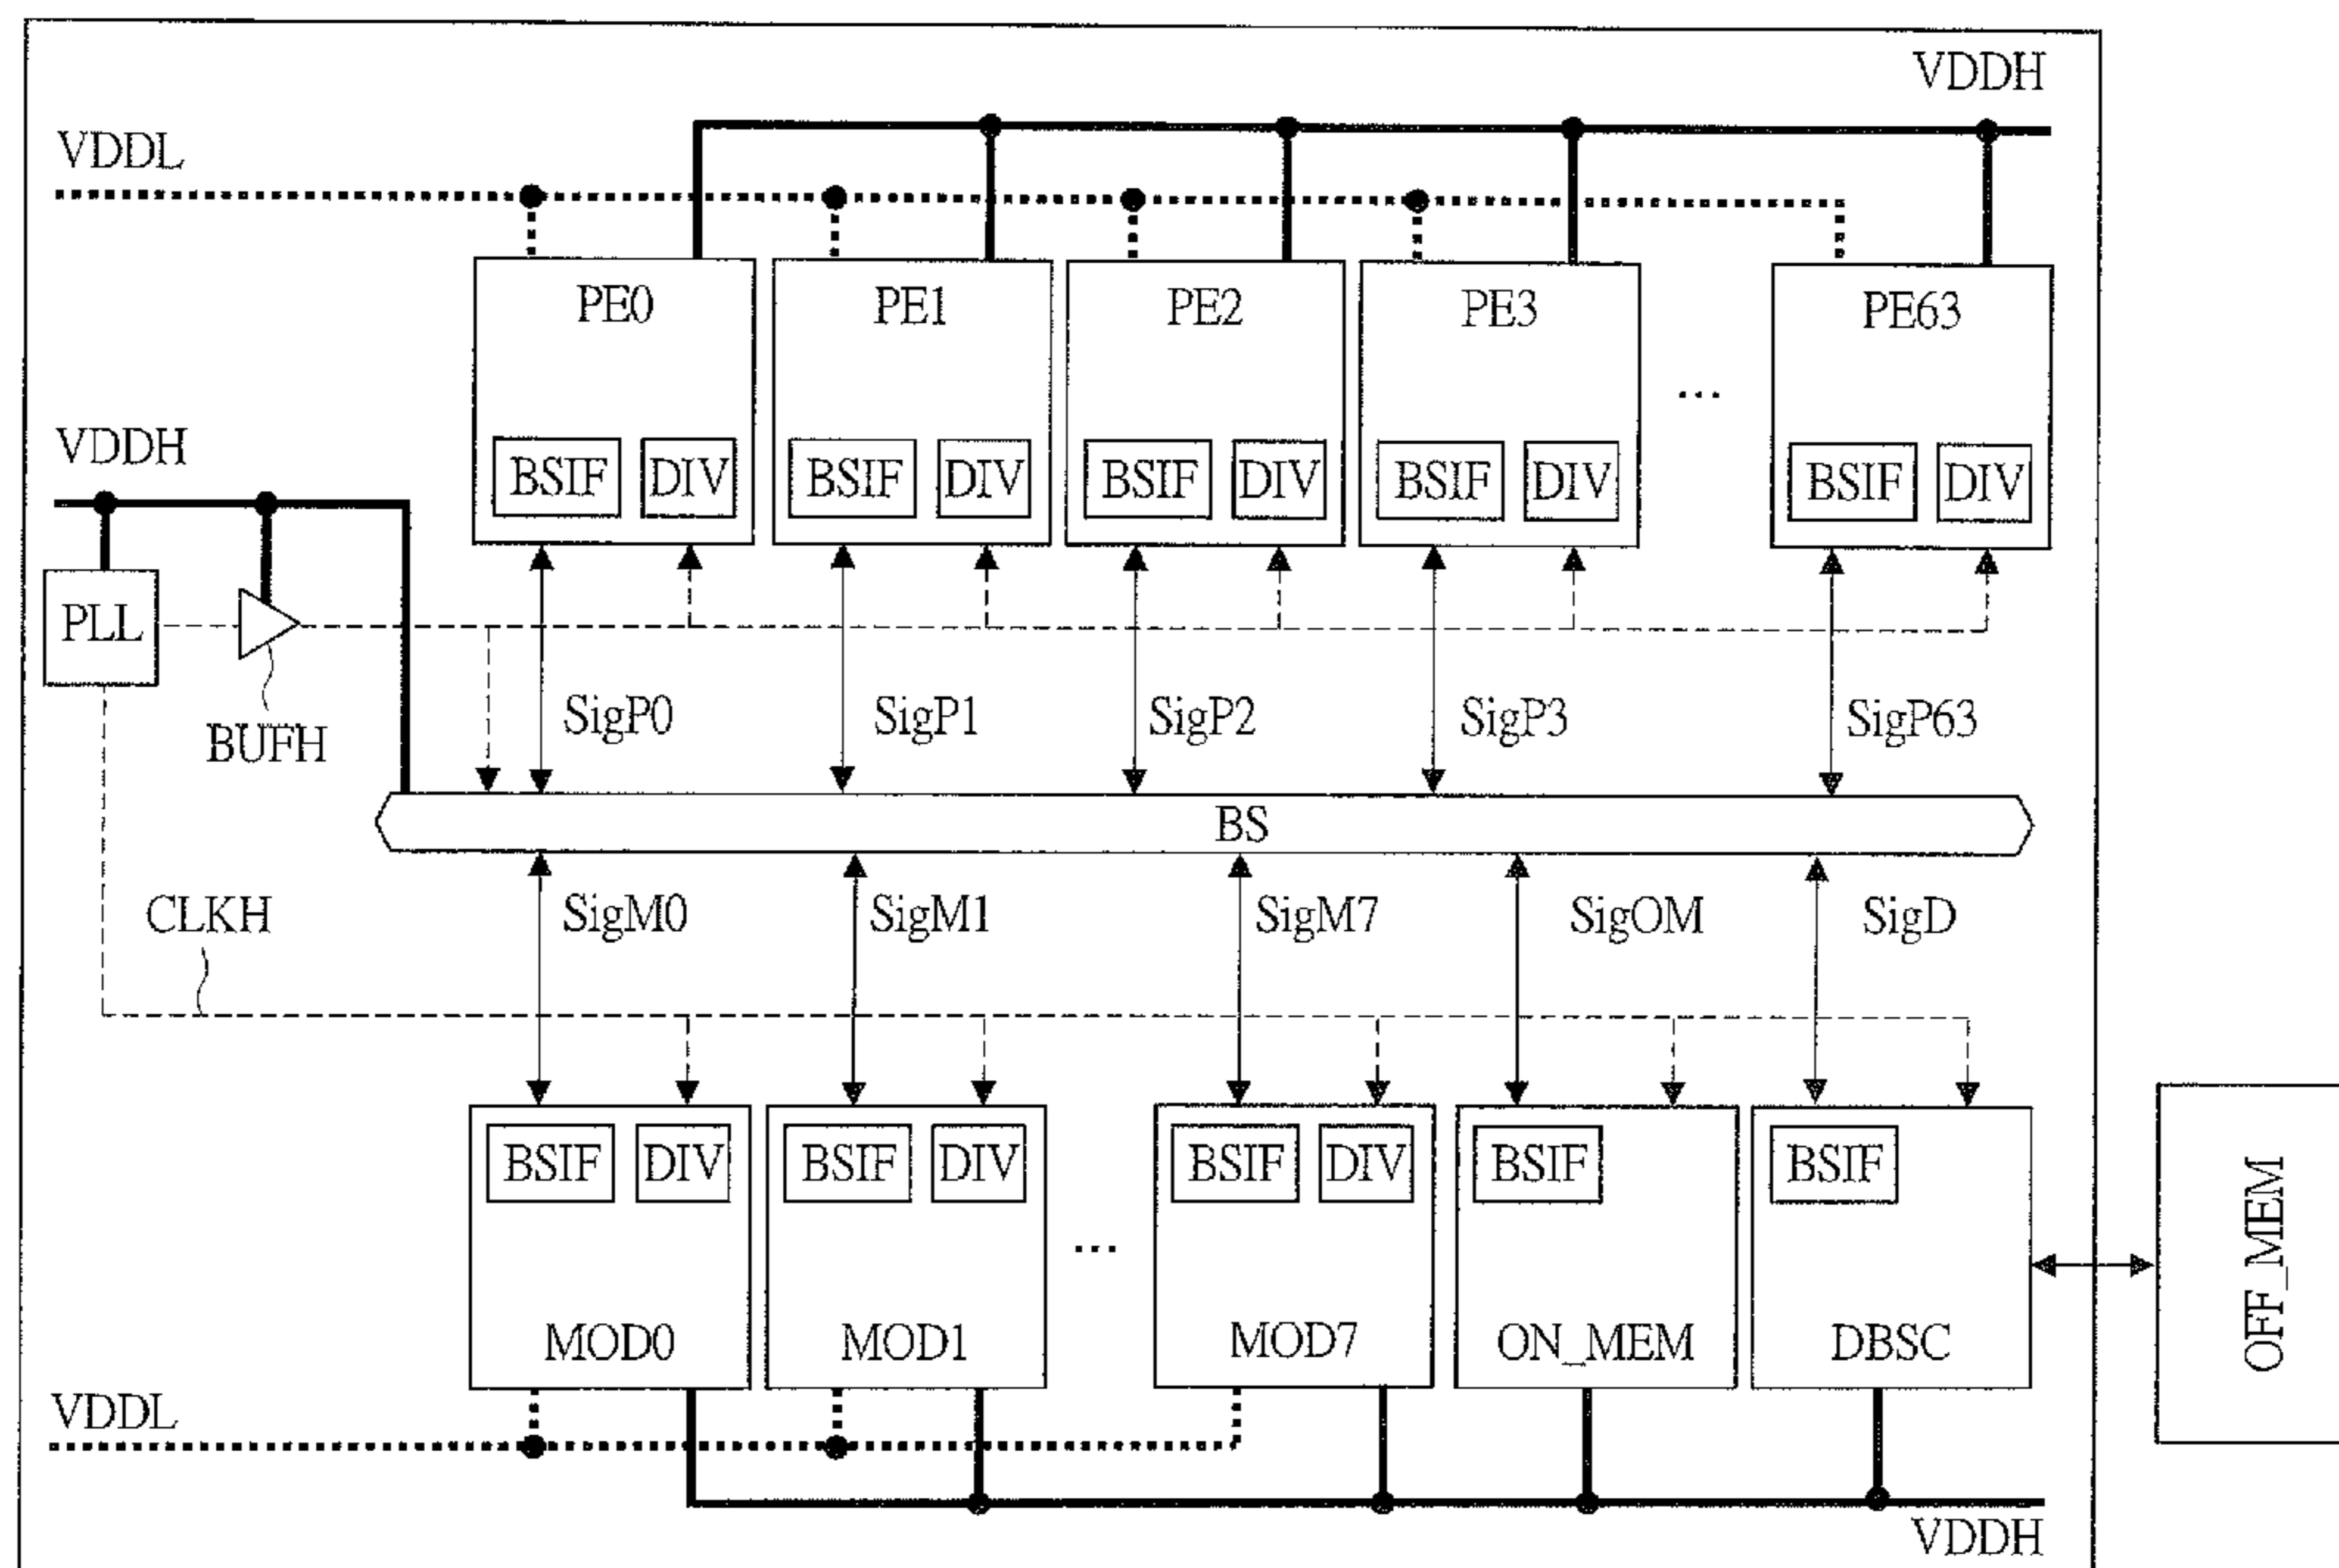 VDDH
VDDL
PE0 PE1 PE2 PE3 ... PE63
VDDH
BSIF DIV BSIF DIV BSIF DIV BSIF DIV BSIF DIV
PLL
BUFH
SigP0 SigP1 SigP2 SigP3 SigP63
BS
CLKH
SigM0 SigM1 SigM7 SigOM SigD
BSIF DIV BSIF DIV BSIF DIV BSIF BSIF
...
MOD0 MOD1 MOD7 ON_MEM DBSC
OFF_MEM
VDDL
VDDH